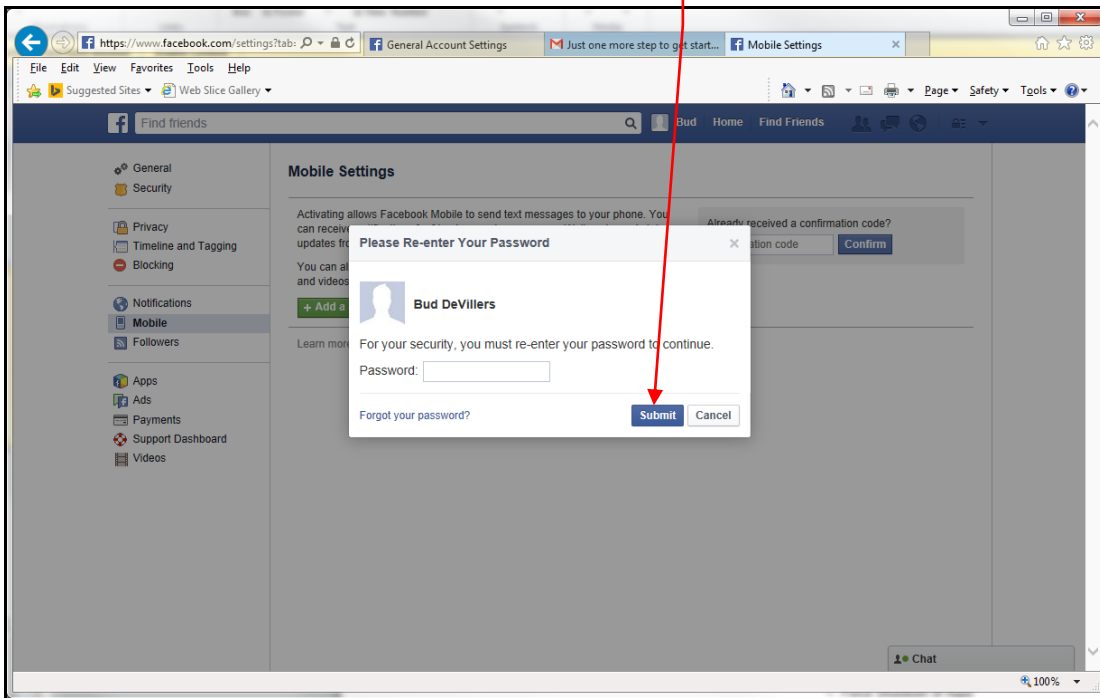 https://www.facebook.com/settings?tab:
General Account Settings
Just one more step to get start...
Mobile Settings
File Edit View Favorites Tools Help
Suggested Sites
Web Slice Gallery
Page Safety Tools
Find friends
Bud Home Find Friends
General
Security
Privacy
Timeline and Tagging
Blocking
Notifications
Mobile
Followers
Apps
Ads
Payments
Support Dashboard
Videos
Mobile Settings
Activating allows Facebook Mobile to send text messages to your phone. You
can receive
updates fro
You can al
and videos
+ Add a
Learn more
Already received a confirmation code?
ation code
Confirm
Please Re-enter Your Password
Bud DeVillers
For your security, you must re-enter your password to continue.
Password:
Forgot your password?
Submit Cancel
Chat
100%